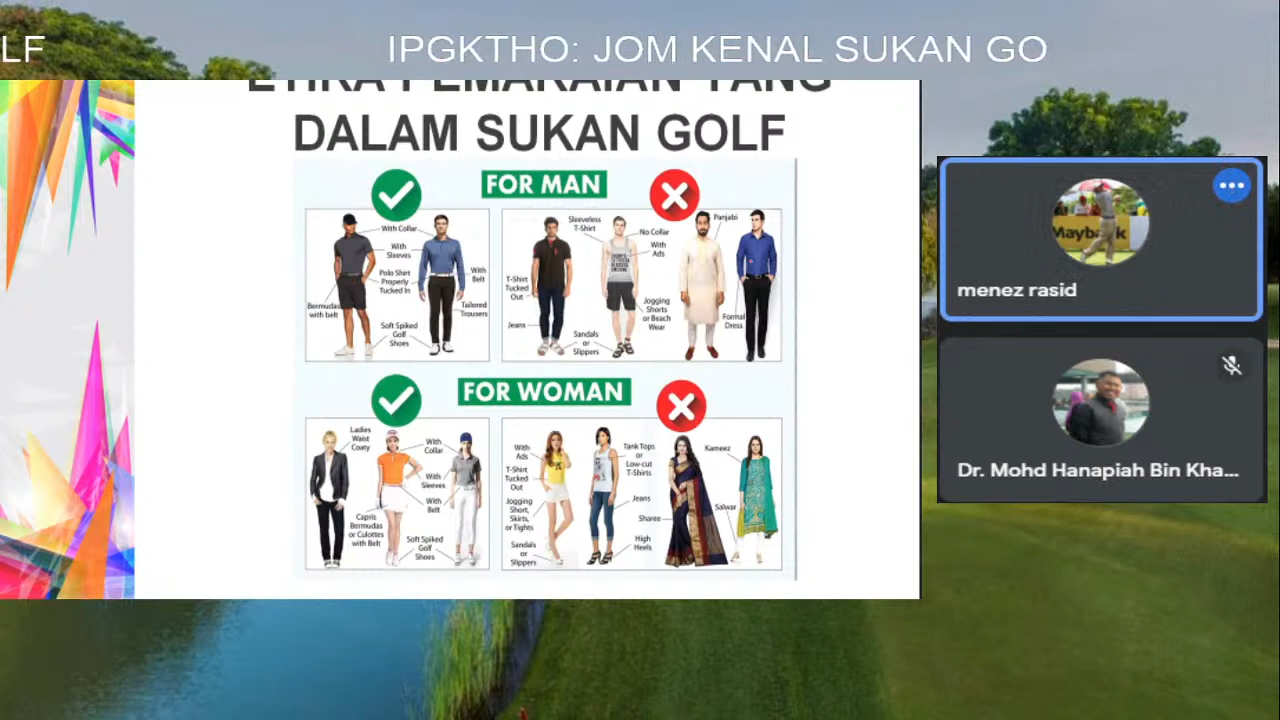 LF IPGKTHO: JOM KENAL SUKAN GO
ETIKA PEMAKAIAN YANG
DALAM SUKAN GOLF
FOR MAN
With Collar
With
Sleeves
Polo Shirt
Properly
Tucked In
With
Belt
Bermudas
with belt
Tailored
Trousers
Soft Spiked
Golf
Shoes
Sleeveless
T-Shirt
No Collar
With
Ads
Panjabi
T-Shirt
Tucked
Out
Jogging
Shorts
or Beach
Wear
Formal
Dress
Jeans
Sandals
or
Slippers
FOR WOMAN
Ladies
Waist
Coaty
With
Collar
With
Sleeves
With
Belt
Capris
Bermudas
or Culottes
with Belt
Soft Spiked
Golf
Shoes
With
Ads
T-Shirt
Tucked
Out
Jogging
Short,
Skirts,
or Tights
Sandals
or
Slippers
Tank Tops
or
Low-cut
T-Shirts
Jeans
Sharee
High
Heels
Kameez
Salwar
Maybank
menez rasid
Dr. Mohd Hanapiah Bin Kha...